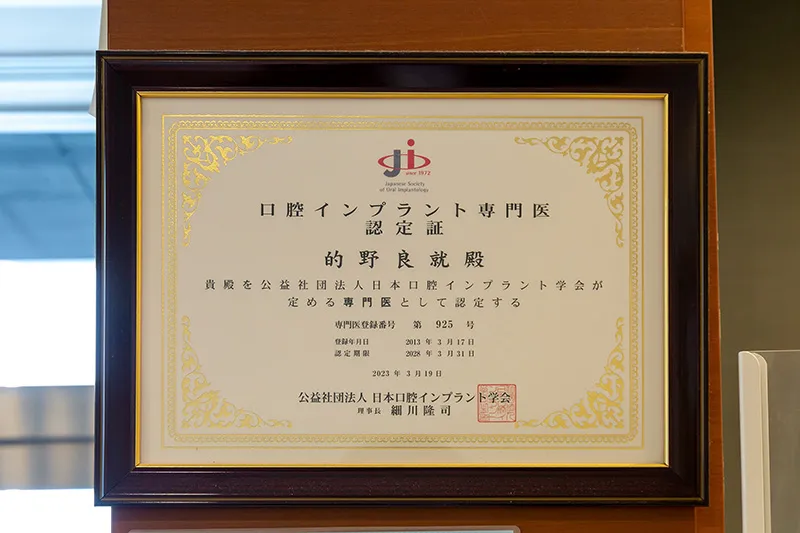 ji
since 1972
Japanese Society
of Oral Implantology
口腔インプラント専門医
認定証
的野良就殿
貴殿を公益社団法人日本口腔インプラント学会が
定める専門医として認定する
専門医登録番号 第 925 号
登録年月日 2013 年 3 月 17 日
認定期限 2028 年 3 月 31 日
2023 年 3 月 19 日
公益社団法人 日本口腔インプラント学会
理事長 細川隆司